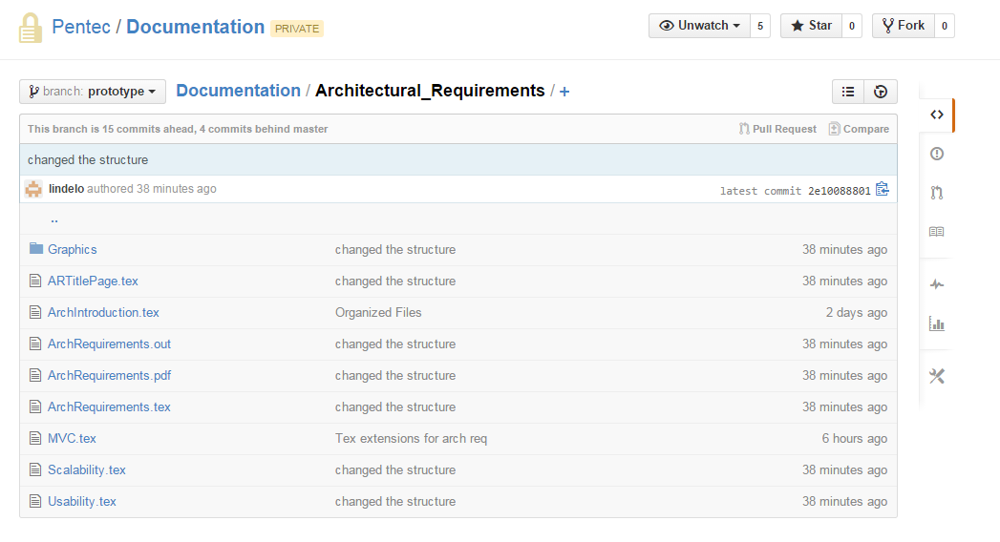 Pentec / Documentation PRIVATE Unwatch 5 Star 0 Fork 0
branch: prototype Documentation / Architectural_Requirements / +
This branch is 15 commits ahead, 4 commits behind master Pull Request Compare
changed the structure
lindelo authored 38 minutes ago latest commit 2e10088801
..
Graphics changed the structure 38 minutes ago
ARTitlePage.tex changed the structure 38 minutes ago
ArchIntroduction.tex Organized Files 2 days ago
ArchRequirements.out changed the structure 38 minutes ago
ArchRequirements.pdf changed the structure 38 minutes ago
ArchRequirements.tex changed the structure 38 minutes ago
MVC.tex Tex extensions for arch req 6 hours ago
Scalability.tex changed the structure 38 minutes ago
Usability.tex changed the structure 38 minutes ago